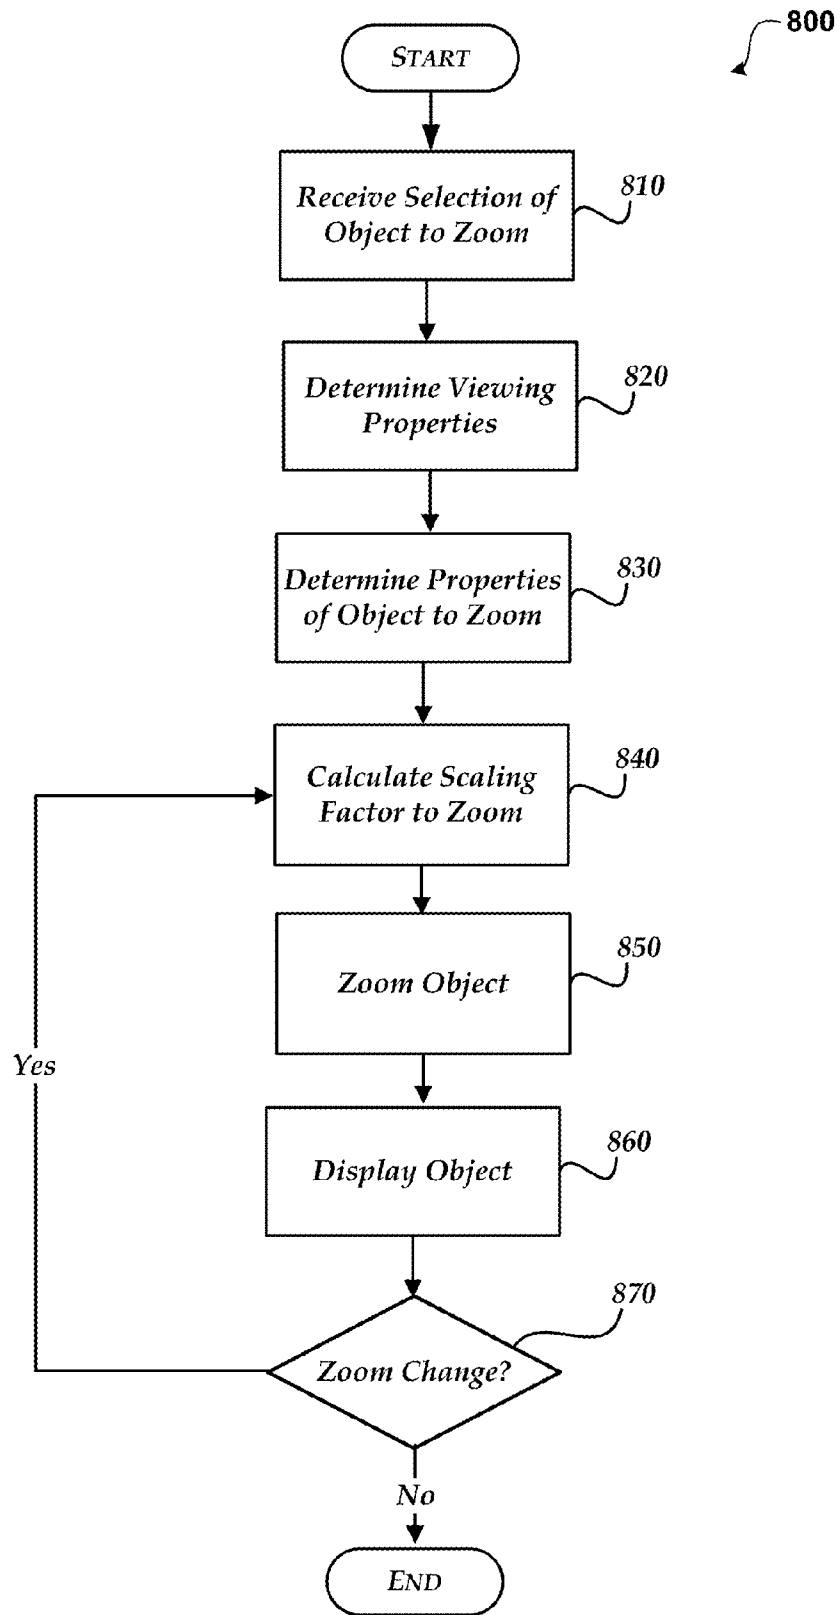 800
START
Receive Selection of
Object to Zoom
810
Determine Viewing
Properties
820
Determine Properties
of Object to Zoom
830
Calculate Scaling
Factor to Zoom
840
Zoom Object
850
Yes
Display Object
860
Zoom Change?
870
No
END